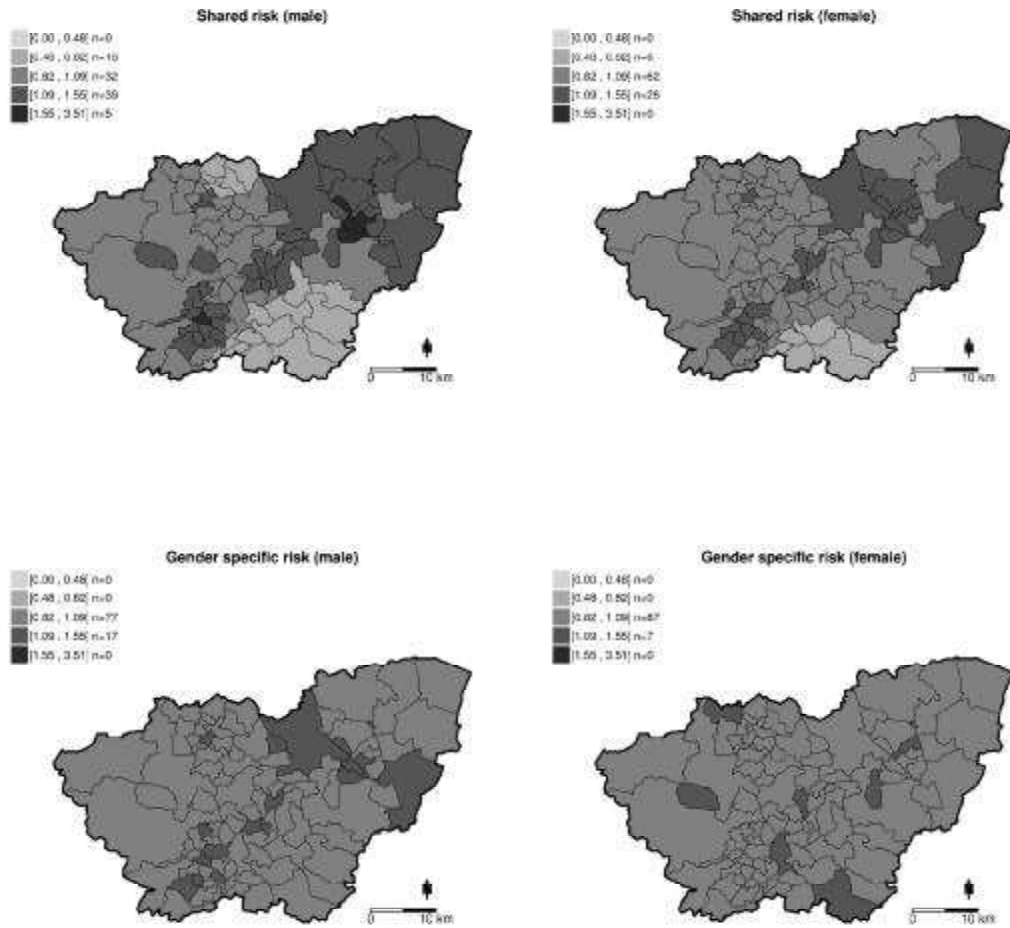 Shared risk (male)
[0.00 , 0.48] n=0
[0.48 , 0.82] n=18
[0.82 , 1.09] n=32
[1.09 , 1.55] n=39
[1.55 , 3.51] n=5
0 10 km
Shared risk (female)
[0.00 , 0.48] n=0
[0.48 , 0.82] n=6
[0.82 , 1.09] n=62
[1.09 , 1.55] n=26
[1.55 , 3.51] n=0
0 10 km
Gender specific risk (male)
[0.00 , 0.48] n=0
[0.48 , 0.82] n=0
[0.82 , 1.09] n=77
[1.09 , 1.55] n=17
[1.55 , 3.51] n=0
0 10 km
Gender specific risk (female)
[0.00 , 0.48] n=0
[0.48 , 0.82] n=0
[0.82 , 1.09] n=87
[1.09 , 1.55] n=7
[1.55 , 3.51] n=0
0 10 km